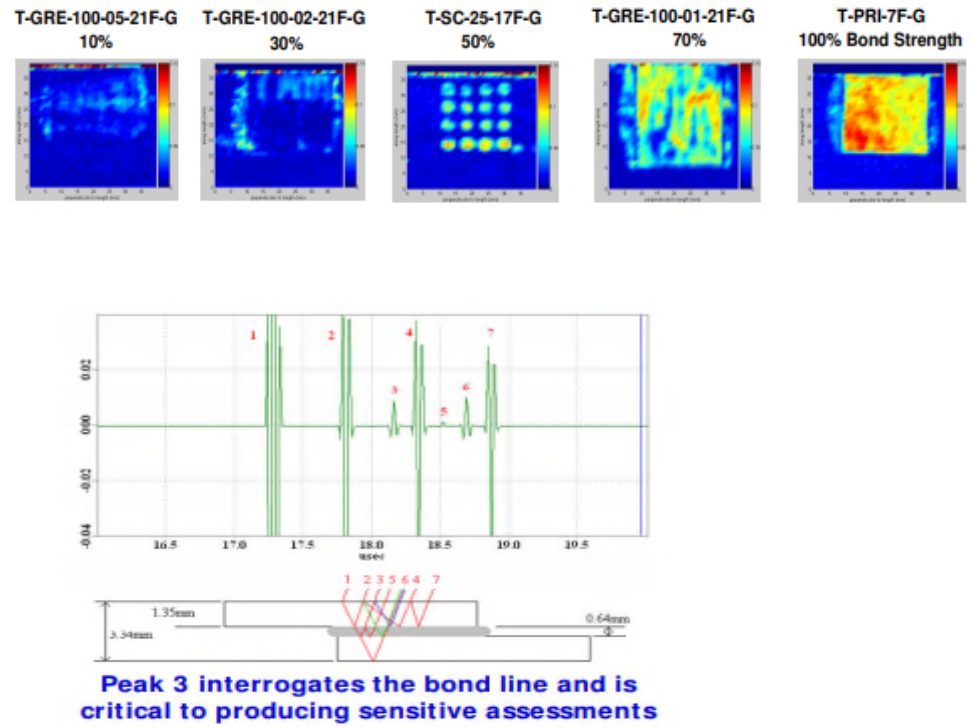 T-GRE-100-05-21F-G
10%
T-GRE-100-02-21F-G
30%
T-SC-25-17F-G
50%
T-GRE-100-01-21F-G
70%
T-PRI-7F-G
100% Bond Strength
1 2 3 4 5 6 7
0.02
0.00
-0.02
-0.04
16.5 17.0 17.5 18.0 18.5 19.0 19.5
usec
1 2 3 5 6 4 7
1.35mm
3.34mm
0.64mm
Peak 3 interrogates the bond line and is
critical to producing sensitive assessments